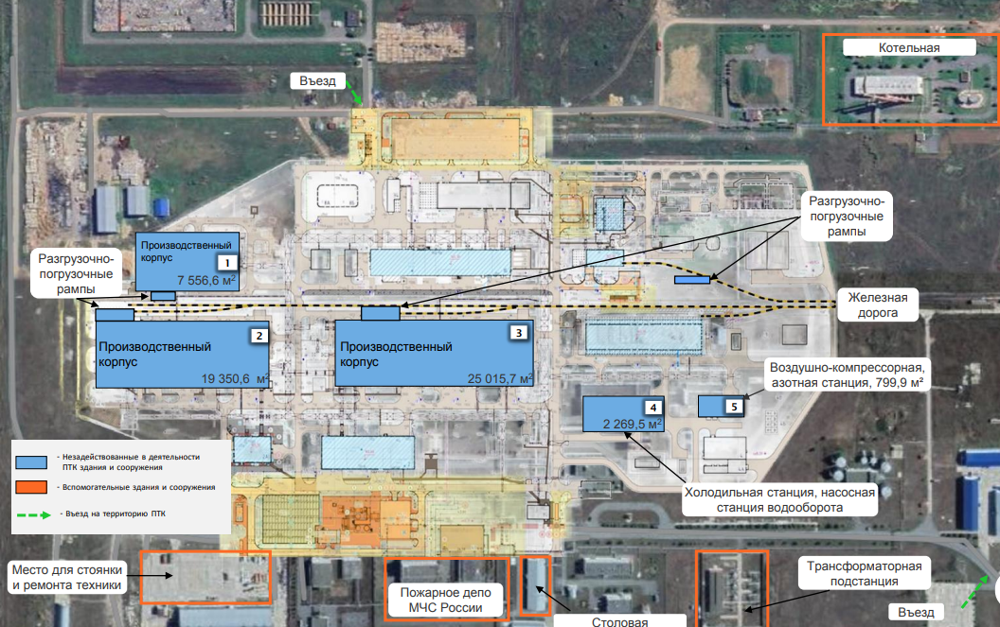 Котельная
Въезд
Разгрузочно-
погрузочные
рампы
Производственный
корпус
1
7 556,6 м²
Разгрузочно-
погрузочные
рампы
Железная
дорога
Производственный
корпус
2
19 350,6 м²
Производственный
корпус
3
25 015,7 м²
Воздушно-компрессорная,
азотная станция, 799,9 м²
4
2 269,5 м²
5
- Незадействованные в деятельности
ПТК здания и сооружения
- Вспомогательные здания и сооружения
- Въезд на территорию ПТК
Холодильная станция, насосная
станция водооборота
Место для стоянки
и ремонта техники
Пожарное депо
МЧС России
Столовая
Трансформаторная
подстанция
Въезд